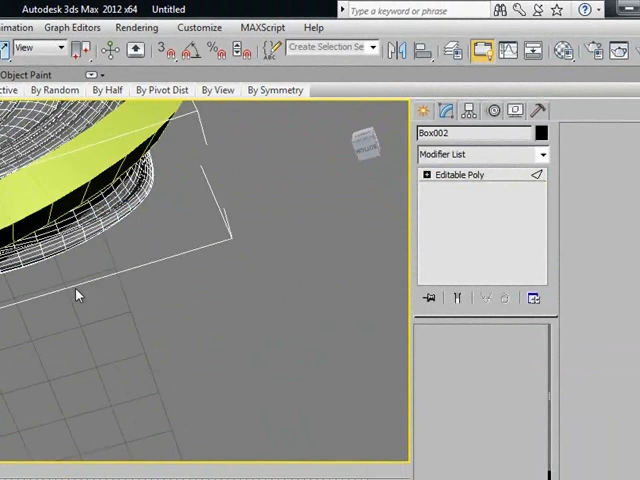 Autodesk 3ds Max 2012 x64 Untitled
Type a keyword or phrase
imation Graph Editors Rendering Customize MAXScript Help
View
3
%
ABC
Create Selection Se
Object Paint
ctive By Random By Half By Pivot Dist By View By Symmetry
Box002
Modifier List
Editable Poly